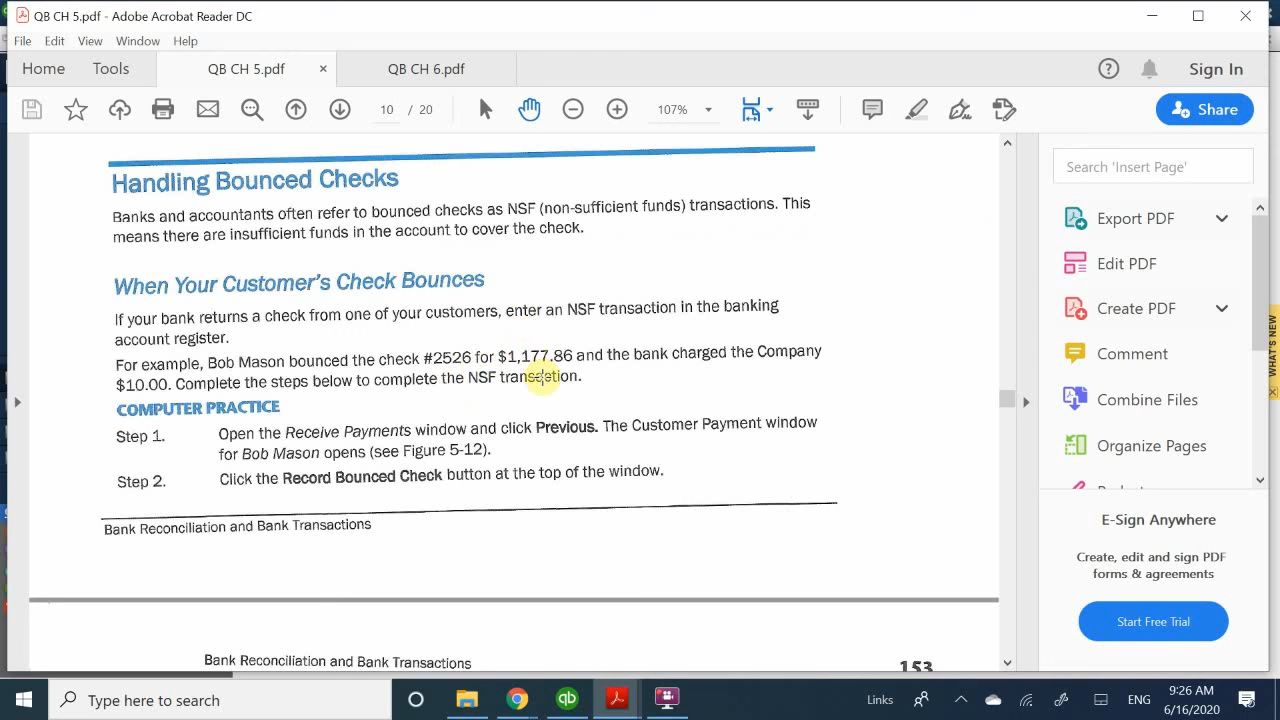 QB CH 5.pdf - Adobe Acrobat Reader DC
File Edit View Window Help
Home Tools QB CH 5.pdf × QB CH 6.pdf Sign In
10 / 20 107% Share
Handling Bounced Checks
Banks and accountants often refer to bounced checks as NSF (non-sufficient funds) transactions. This
means there are insufficient funds in the account to cover the check.
When Your Customer's Check Bounces
If your bank returns a check from one of your customers, enter an NSF transaction in the banking
account register.
For example, Bob Mason bounced the check #2526 for $1,177.86 and the bank charged the Company
$10.00. Complete the steps below to complete the NSF transaction.
COMPUTER PRACTICE
Step 1. Open the Receive Payments window and click Previous. The Customer Payment window
for Bob Mason opens (see Figure 5-12).
Step 2. Click the Record Bounced Check button at the top of the window.
Bank Reconciliation and Bank Transactions
Bank Reconciliation and Bank Transactions 153
Search 'Insert Page'
Export PDF
Edit PDF
Create PDF
Comment
Combine Files
Organize Pages
E-Sign Anywhere
Create, edit and sign PDF
forms & agreements
Start Free Trial
WHAT'S NEW
Type here to search
Links ENG 9:26 AM
6/16/2020